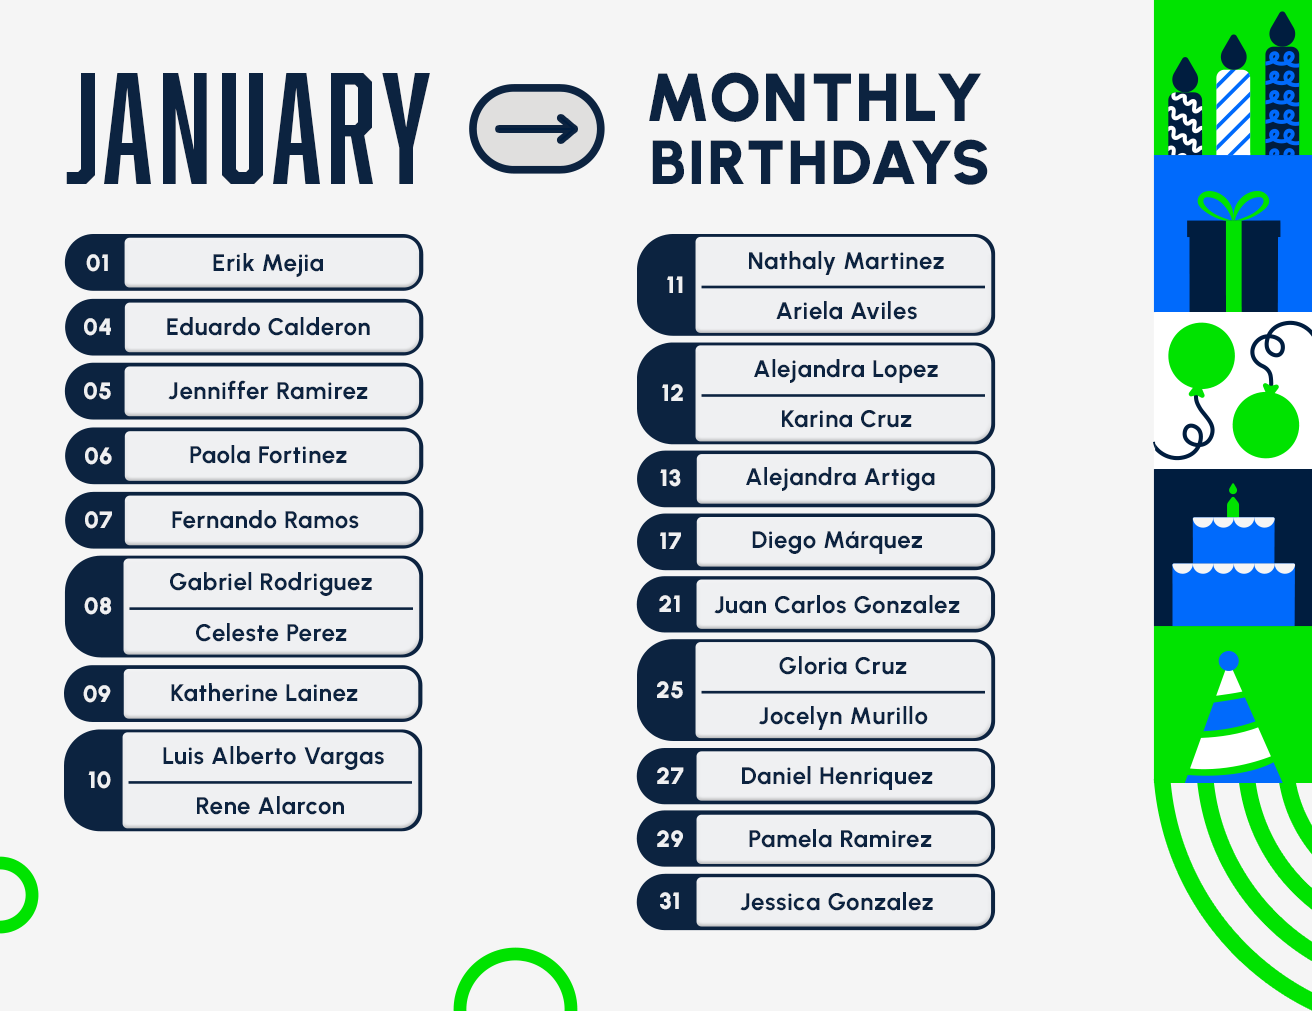 JANUARY
MONTHLY
BIRTHDAYS
01 Erik Mejia
04 Eduardo Calderon
05 Jenniffer Ramirez
06 Paola Fortinez
07 Fernando Ramos
08
Gabriel Rodriguez
Celeste Perez
09 Katherine Lainez
10
Luis Alberto Vargas
Rene Alarcon
11
Nathaly Martinez
Ariela Aviles
12
Alejandra Lopez
Karina Cruz
13 Alejandra Artiga
17 Diego Márquez
21 Juan Carlos Gonzalez
25
Gloria Cruz
Jocelyn Murillo
27 Daniel Henriquez
29 Pamela Ramirez
31 Jessica Gonzalez